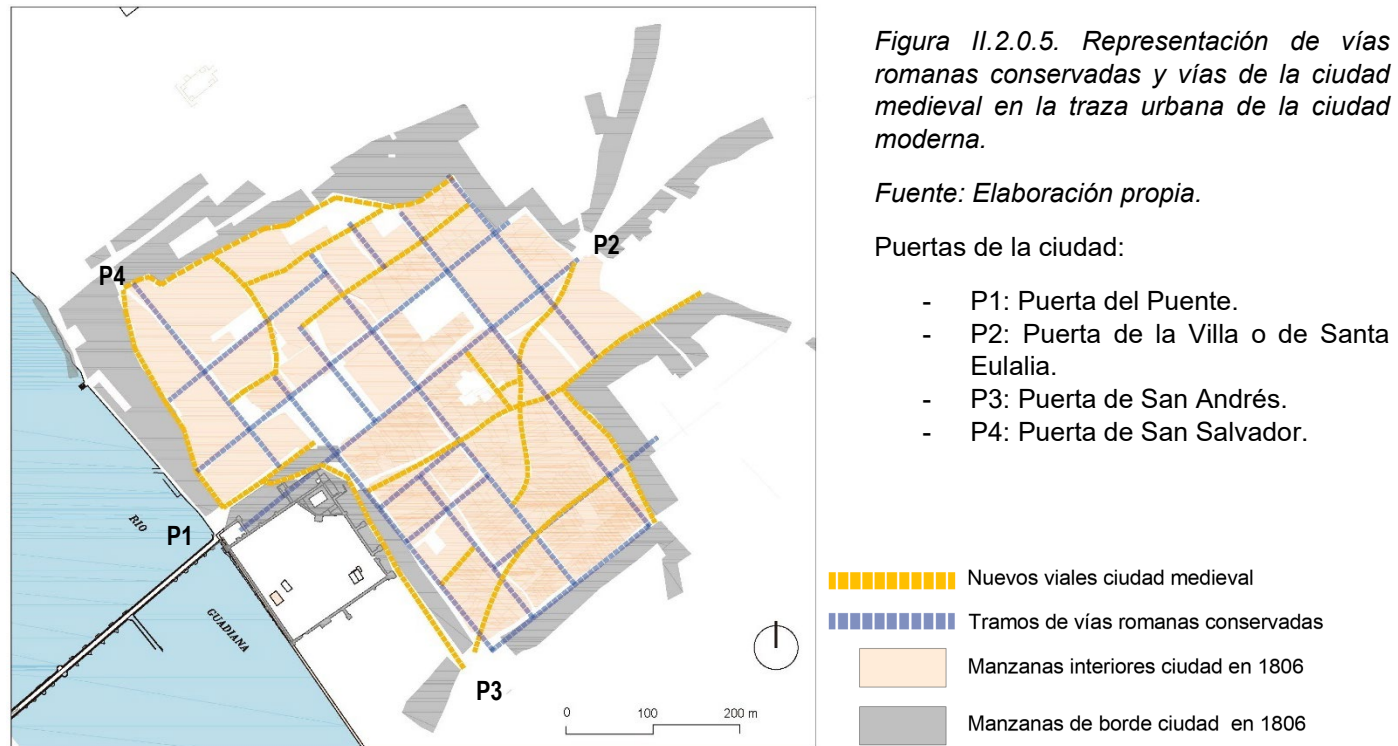 Figura II.2.0.5. Representación de vías
romanas conservadas y vías de la ciudad
medieval en la traza urbana de la ciudad
moderna.
Fuente: Elaboración propia.
Puertas de la ciudad:
- P1: Puerta del Puente.
- P2: Puerta de la Villa o de Santa
Eulalia.
- P3: Puerta de San Andrés.
- P4: Puerta de San Salvador.
P2
P4
P1
P3
RIO
GUADIANA
0 100 200 m
Nuevos viales ciudad medieval
Tramos de vías romanas conservadas
Manzanas interiores ciudad en 1806
Manzanas de borde ciudad en 1806